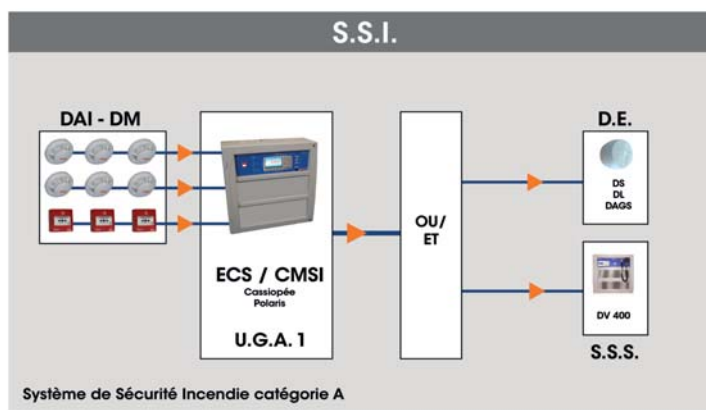 S.S.I.
DAI - DM
ECS / CMSI
Cassiopée
Polaris
U.G.A. 1
OU/
ET
D.E.
DS
DL
DAGS
DV 400
S.S.S.
Système de Sécurité Incendie catégorie A